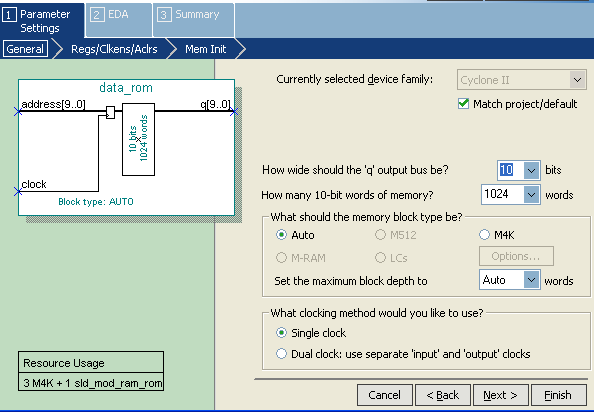 1 Parameter Settings
2 EDA
3 Summary
General
Regs/Clkens/Aclrs
Mem Init
data_rom
address[9..0]
q[9..0]
10 bits
1024 words
clock
Block type: AUTO
Currently selected device family:
Cyclone II
Match project/default
How wide should the 'q' output bus be?
10
bits
How many 10-bit words of memory?
1024
words
What should the memory block type be?
Auto
M512
M4K
M-RAM
LCs
Options...
Set the maximum block depth to
Auto
words
What clocking method would you like to use?
Single clock
Dual clock: use separate 'input' and 'output' clocks
Resource Usage
3 M4K + 1 sld_mod_ram_rom
Cancel
< Back
Next >
Finish